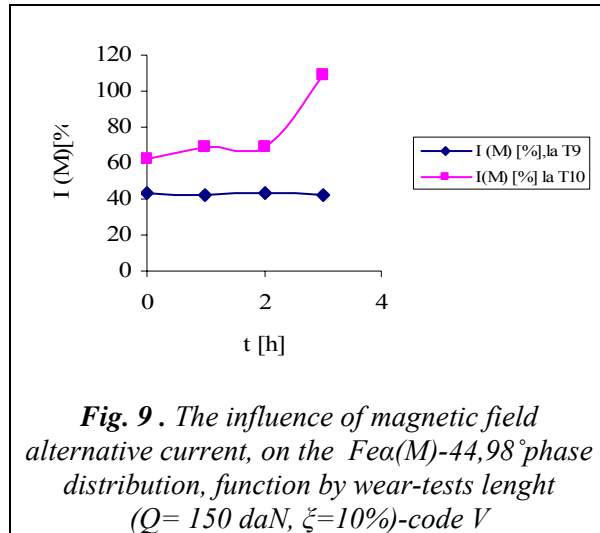 120
100
80
60
40
20
0
I (M)[%
0 2 4
t [h]
I (M) [%],la T9
I(M) [%] la T10
Fig. 9 . The influence of magnetic field
alternative current, on the Feα(M)-44,98°phase
distribution, function by wear-tests lenght
(Q= 150 daN, ξ=10%)-code V